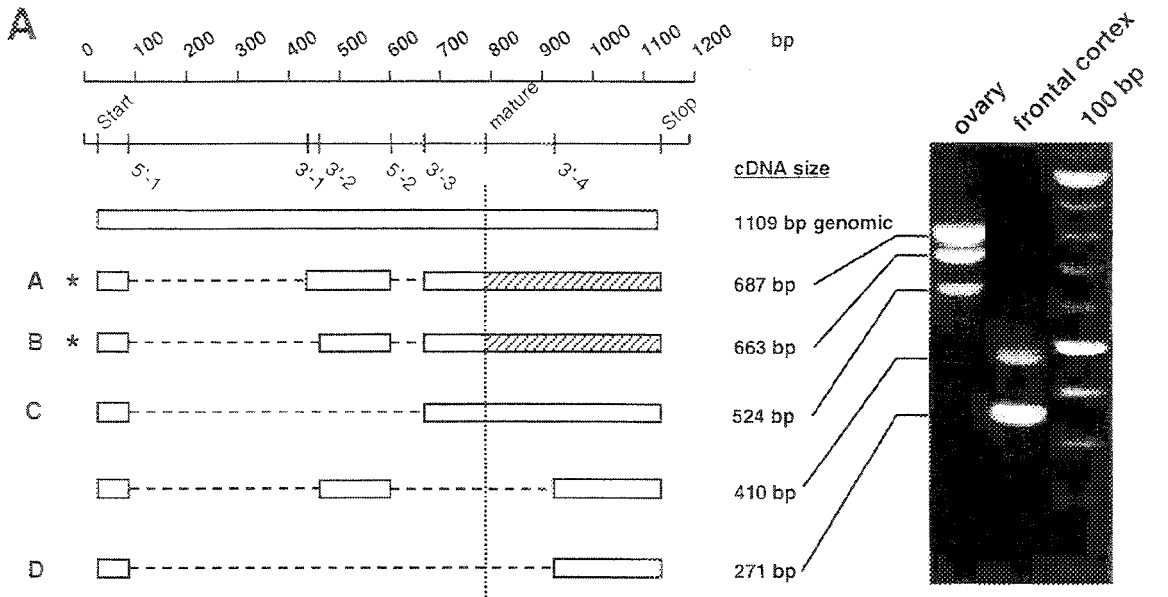 A
0 100 200 300 400 500 600 700 800 900 1000 1100 1200 bp
Start mature Stop
5'-1 3'-1 3'-2 5'-2 3'-3 3'-4
cDNA size
1109 bp genomic
A * 687 bp
B * 663 bp
C 524 bp
410 bp
D 271 bp
ovary
frontal cortex
100 bp